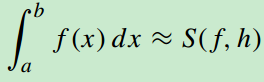 ∫_a^b f(x) dx ≈ S(f, h)